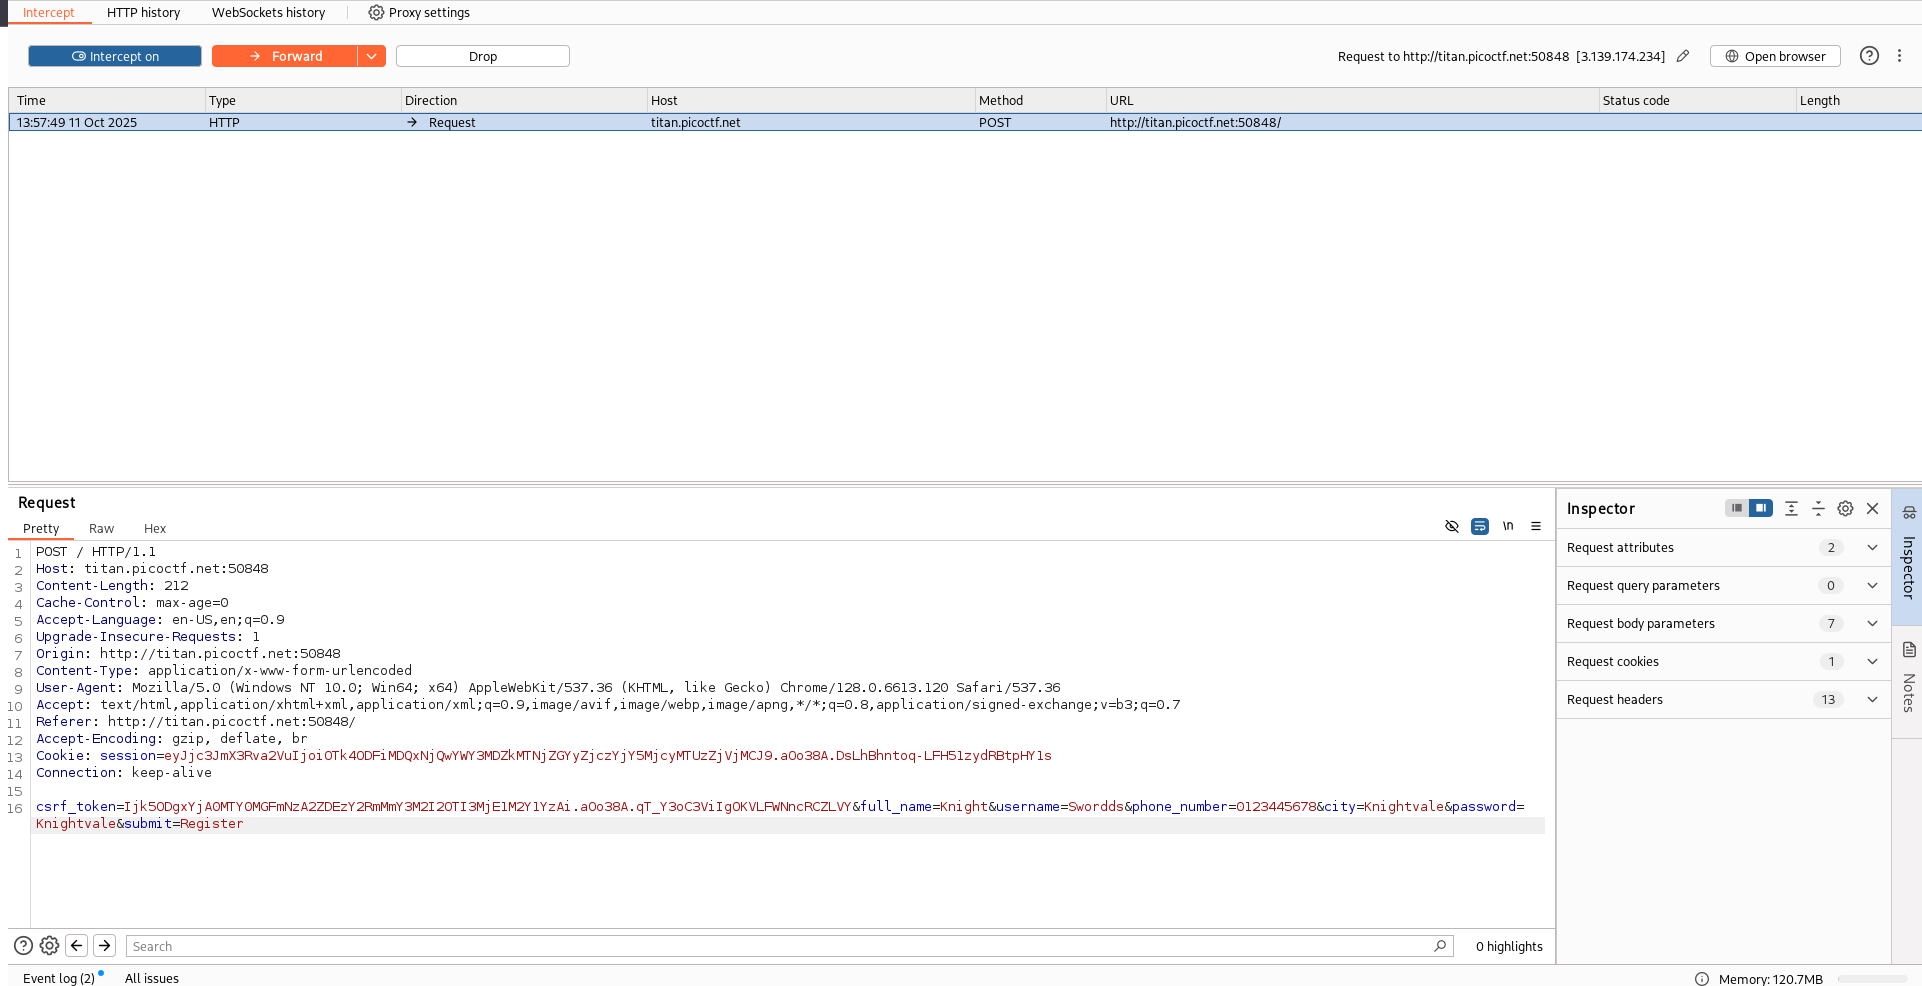 Intercept HTTP history WebSockets history Proxy settings
Intercept on Forward Drop Request to http://titan.picoctf.net:50848 [3.139.174.234] Open browser
Time Type Direction Host Method URL Status code Length
13:57:49 11 Oct 2025 HTTP → Request titan.picoctf.net POST http://titan.picoctf.net:50848/
Request
Pretty Raw Hex \n
1 POST / HTTP/1.1
2 Host: titan.picoctf.net:50848
3 Content-Length: 212
4 Cache-Control: max-age=0
5 Accept-Language: en-US,en;q=0.9
6 Upgrade-Insecure-Requests: 1
7 Origin: http://titan.picoctf.net:50848
8 Content-Type: application/x-www-form-urlencoded
9 User-Agent: Mozilla/5.0 (Windows NT 10.0; Win64; x64) AppleWebKit/537.36 (KHTML, like Gecko) Chrome/128.0.6613.120 Safari/537.36
10 Accept: text/html,application/xhtml+xml,application/xml;q=0.9,image/avif,image/webp,image/apng,*/*;q=0.8,application/signed-exchange;v=b3;q=0.7
11 Referer: http://titan.picoctf.net:50848/
12 Accept-Encoding: gzip, deflate, br
13 Cookie: session=eyJjc3JmX3Rva2VuIjoiOTk4ODFiMDQxNjQwYWY3MDZkMTNjZGYyZjczYjY5MjcyMTUzZjVjMCJ9.aOo38A.DsLhBhntoq-LFH51zydRBtpHY1s
14 Connection: keep-alive
15
16 csrf_token=Ijk5ODgxYjA0MTY0MGFmNzA2ZDEzY2RmMmY3M2I2OTI3MjE1M2Y1YzAi.aOo38A.qT_Y3oC3ViIgOKVLFWNncRCZLVY&full_name=Knight&username=Swordds&phone_number=0123445678&city=Knightvale&password=
Knightvale&submit=Register
Inspector
Request attributes 2
Request query parameters 0
Request body parameters 7
Request cookies 1
Request headers 13
Inspector
Notes
Search 0 highlights
Event log (2) All issues Memory: 120.7MB